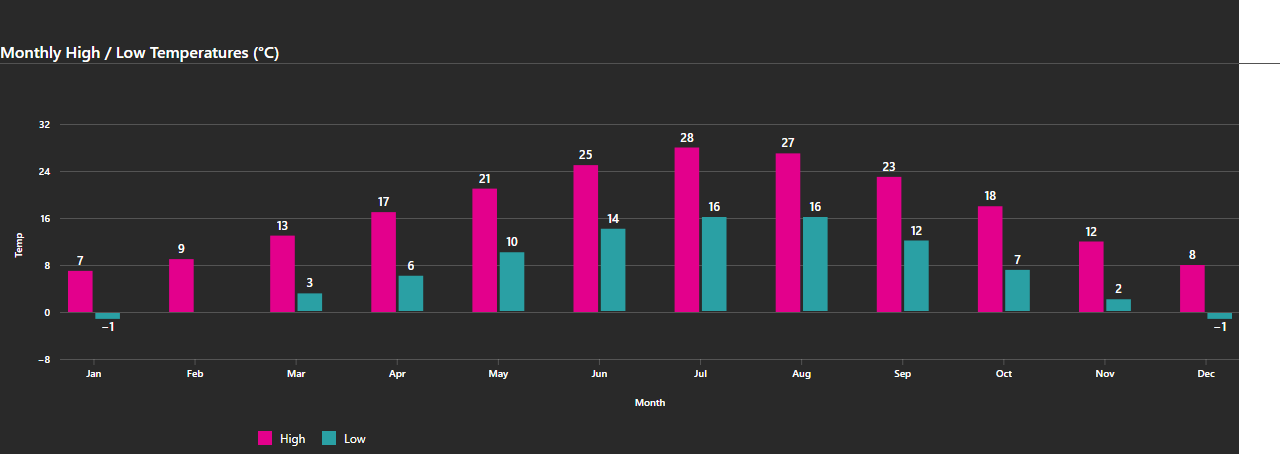 Monthly High / Low Temperatures (°C)
32
24
16
8
0
−8
Temp
7 9 13 17 21 25 28 27 23 18 12 8
−1 3 6 10 14 16 16 12 7 2 −1
Jan Feb Mar Apr May Jun Jul Aug Sep Oct Nov Dec
Month
High Low